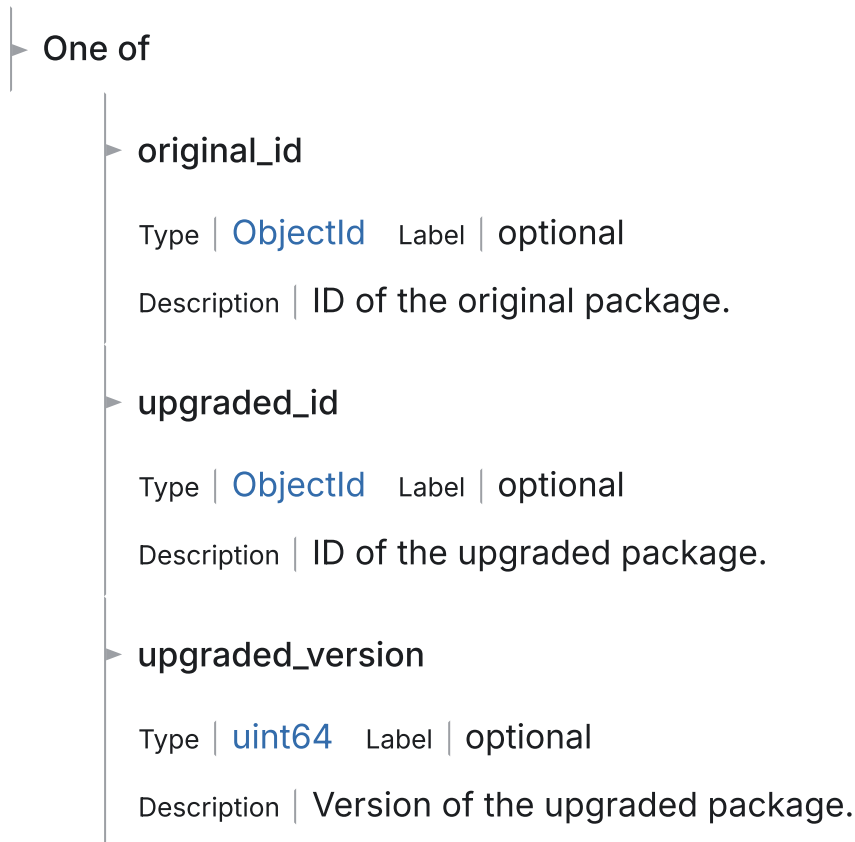 One of
original_id
Type | ObjectId Label | optional
Description | ID of the original package.
upgraded_id
Type | ObjectId Label | optional
Description | ID of the upgraded package.
upgraded_version
Type | uint64 Label | optional
Description | Version of the upgraded package.